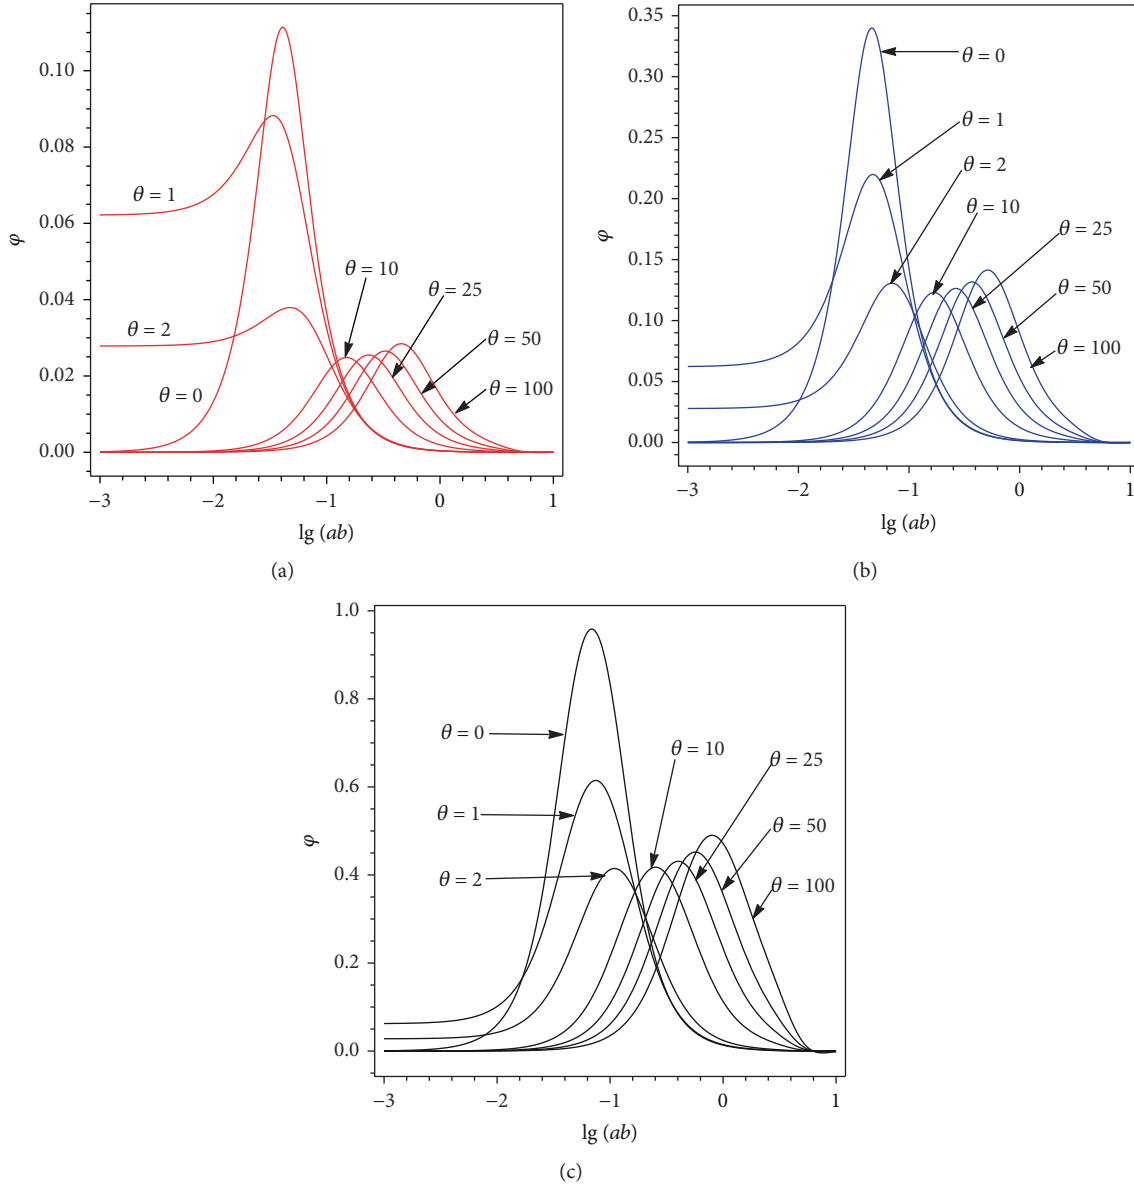 0.10
0.08
0.06
0.04
0.02
0.00
φ
−3
−2
−1
0
1
lg (ab)
θ = 1
θ = 2
θ = 0
θ = 10
θ = 25
θ = 50
θ = 100
(a)
0.35
0.30
0.25
0.20
0.15
0.10
0.05
0.00
φ
−3
−2
−1
0
1
lg (ab)
θ = 0
θ = 1
θ = 2
θ = 10
θ = 25
θ = 50
θ = 100
(b)
1.0
0.8
0.6
0.4
0.2
0.0
φ
−3
−2
−1
0
1
lg (ab)
θ = 0
θ = 1
θ = 2
θ = 10
θ = 25
θ = 50
θ = 100
(c)